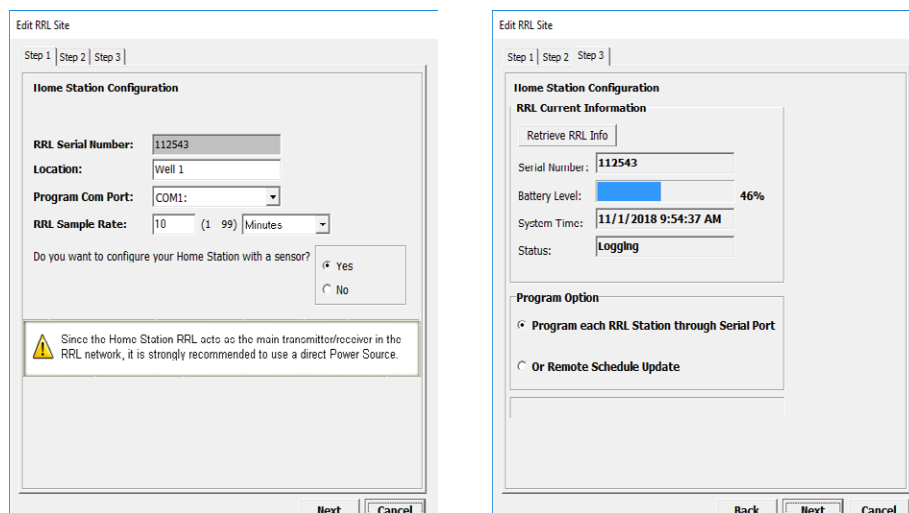 Edit RRL Site
Step 1 Step 2 Step 3
Home Station Configuration
RRL Serial Number: 112543
Location: Well 1
Program Com Port: COM1:
RRL Sample Rate: 10 (1 99) Minutes
Do you want to configure your Home Station with a sensor?
Yes
No
Since the Home Station RRL acts as the main transmitter/receiver in the
RRL network, it is strongly recommended to use a direct Power Source.
Next Cancel
Edit RRL Site
Step 1 Step 2 Step 3
Home Station Configuration
RRL Current Information
Retrieve RRL Info
Serial Number: 112543
Battery Level: 46%
System Time: 11/1/2018 9:54:37 AM
Status: Logging
Program Option
Program each RRL Station through Serial Port
Or Remote Schedule Update
Back Next Cancel